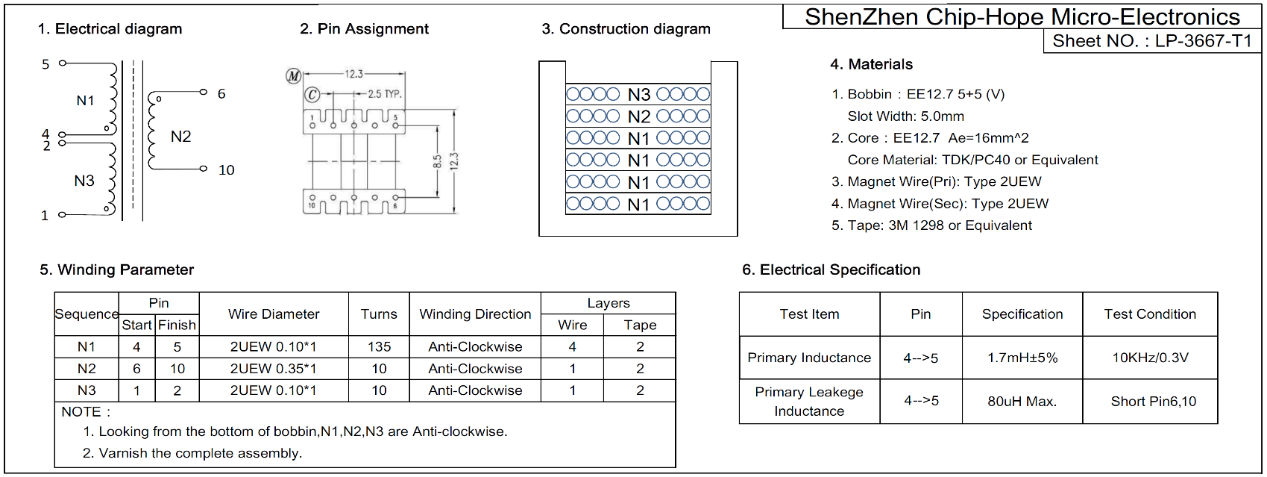 ShenZhen Chip-Hope Micro-Electronics
Sheet NO. : LP-3667-T1
1. Electrical diagram
5
N1
4
2
N3
1
6
N2
10
2. Pin Assignment
M
12.3
C
2.5 TYP.
1
5
8.5
12.3
10
6
3. Construction diagram
N3
N2
N1
N1
N1
N1
4. Materials
1. Bobbin : EE12.7 5+5 (V)
Slot Width: 5.0mm
2. Core : EE12.7 Ae=16mm^2
Core Material: TDK/PC40 or Equivalent
3. Magnet Wire(Pri): Type 2UEW
4. Magnet Wire(Sec): Type 2UEW
5. Tape: 3M 1298 or Equivalent
5. Winding Parameter
Sequence Pin Wire Diameter Turns Winding Direction Layers
Start Finish Wire Tape
N1 4 5 2UEW 0.10*1 135 Anti-Clockwise 4 2
N2 6 10 2UEW 0.35*1 10 Anti-Clockwise 1 2
N3 1 2 2UEW 0.10*1 10 Anti-Clockwise 1 2
NOTE :
1. Looking from the bottom of bobbin,N1,N2,N3 are Anti-clockwise.
2. Varnish the complete assembly.
6. Electrical Specification
Test Item Pin Specification Test Condition
Primary Inductance 4-->5 1.7mH±5% 10KHz/0.3V
Primary Leakege
Inductance 4-->5 80uH Max. Short Pin6,10